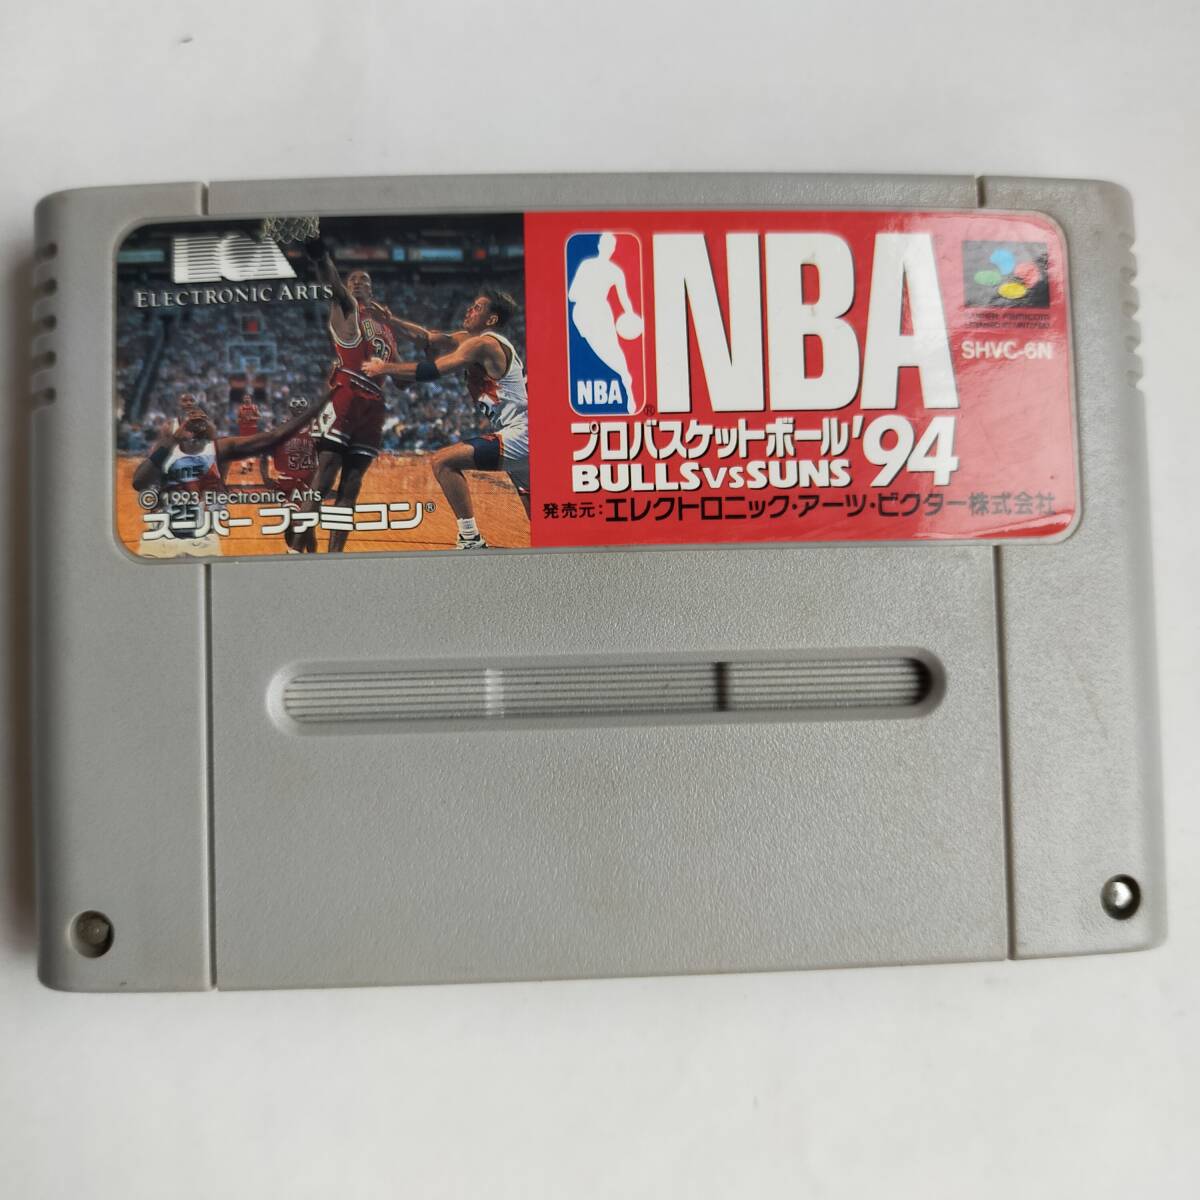 EA
ELECTRONIC ARTS
© 1993 Electronic Arts
スーパー ファミコン®
NBA
®
NBA
プロバスケットボール'94
BULLS VS SUNS
発売元:エレクトロニック・アーツ・ビクター株式会社
SUPER FAMICOM
SHVC-6N